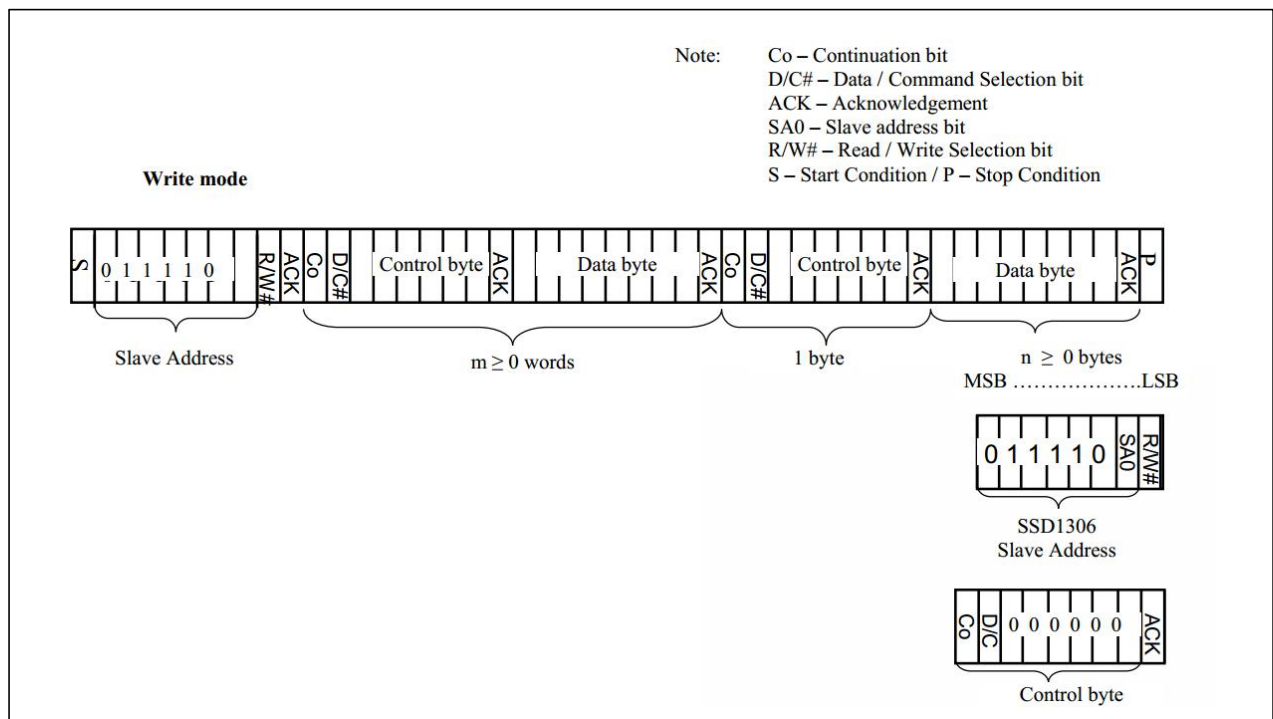 Note: Co – Continuation bit
D/C# – Data / Command Selection bit
ACK – Acknowledgement
SA0 – Slave address bit
R/W# – Read / Write Selection bit
S – Start Condition / P – Stop Condition
Write mode
S 0 1 1 1 1 0 R/W# ACK Co D/C# Control byte ACK Data byte ACK Co D/C# Control byte ACK Data byte ACK P
Slave Address m ≥ 0 words 1 byte n ≥ 0 bytes
MSB ………………….LSB
0 1 1 1 1 0 SA0 R/W#
SSD1306
Slave Address
Co D/C 0 0 0 0 0 0 ACK
Control byte